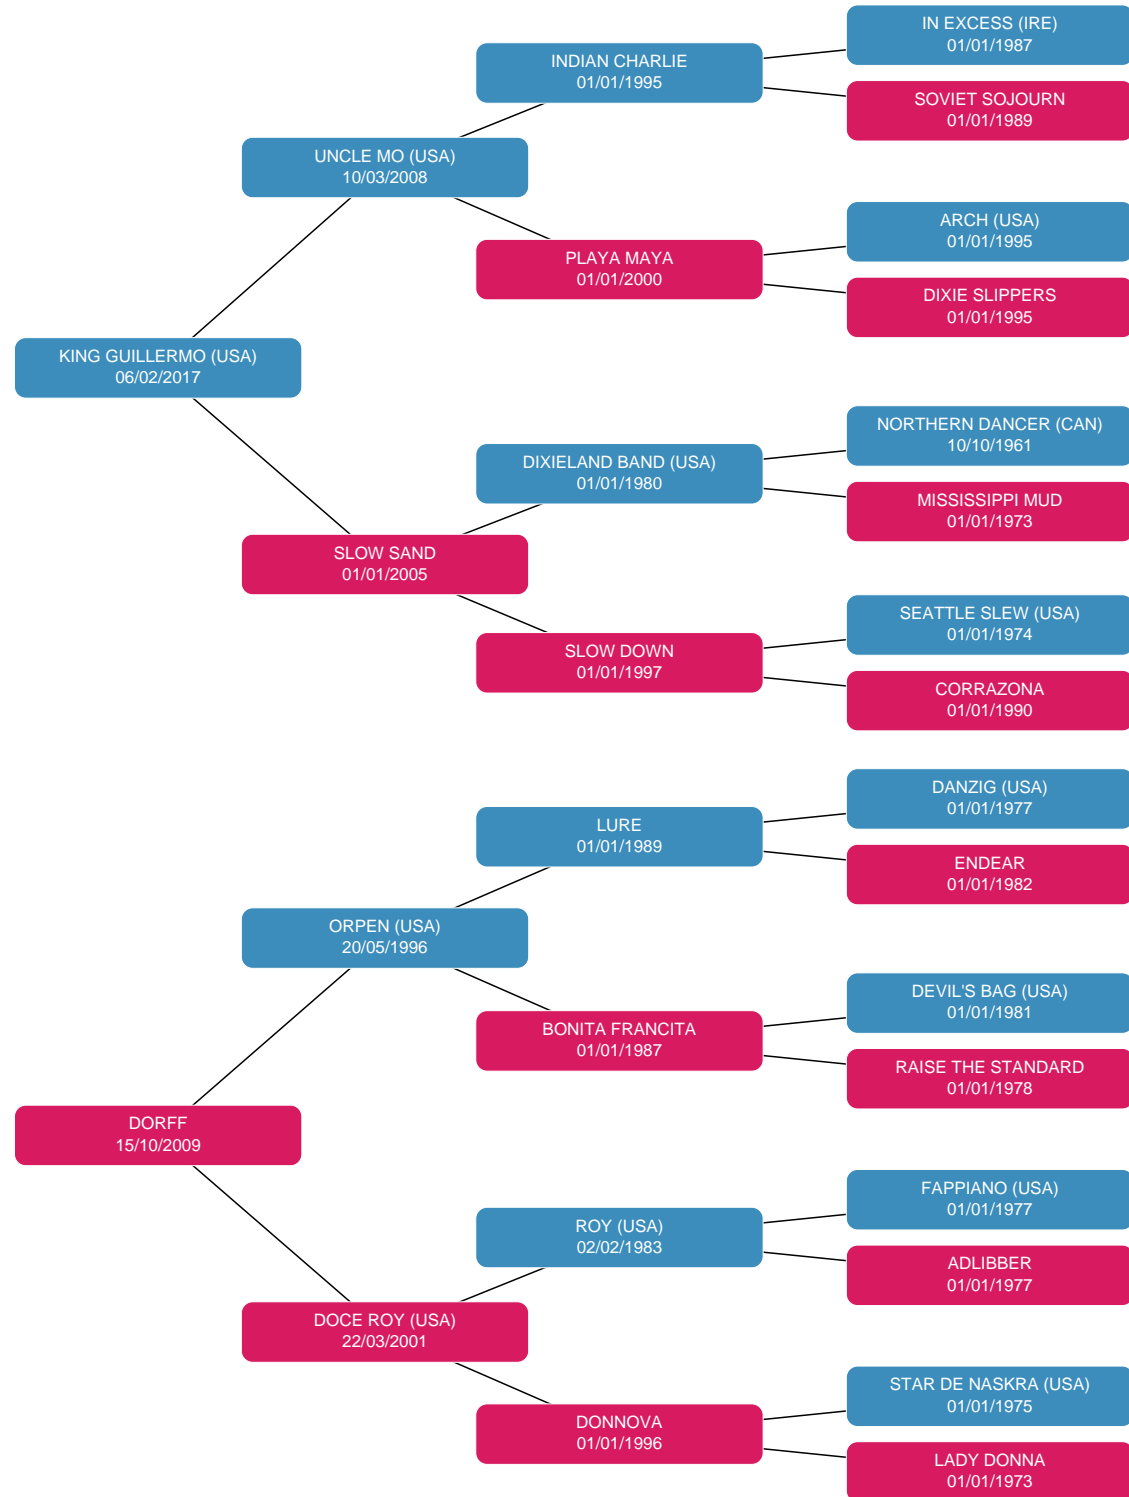 IN EXCESS (IRE)
01/01/1987
INDIAN CHARLIE
01/01/1995
SOVIET SOJOURN
01/01/1989
UNCLE MO (USA)
10/03/2008
ARCH (USA)
01/01/1995
PLAYA MAYA
01/01/2000
DIXIE SLIPPERS
01/01/1995
KING GUILLERMO (USA)
06/02/2017
NORTHERN DANCER (CAN)
10/10/1961
DIXIELAND BAND (USA)
01/01/1980
MISSISSIPPI MUD
01/01/1973
SLOW SAND
01/01/2005
SEATTLE SLEW (USA)
01/01/1974
SLOW DOWN
01/01/1997
CORRAZONA
01/01/1990
DANZIG (USA)
01/01/1977
LURE
01/01/1989
ENDEAR
01/01/1982
ORPEN (USA)
20/05/1996
DEVIL'S BAG (USA)
01/01/1981
BONITA FRANCITA
01/01/1987
RAISE THE STANDARD
01/01/1978
DORFF
15/10/2009
FAPPIANO (USA)
01/01/1977
ROY (USA)
02/02/1983
ADLIBBER
01/01/1977
DOCE ROY (USA)
22/03/2001
STAR DE NASKRA (USA)
01/01/1975
DONNOVA
01/01/1996
LADY DONNA
01/01/1973